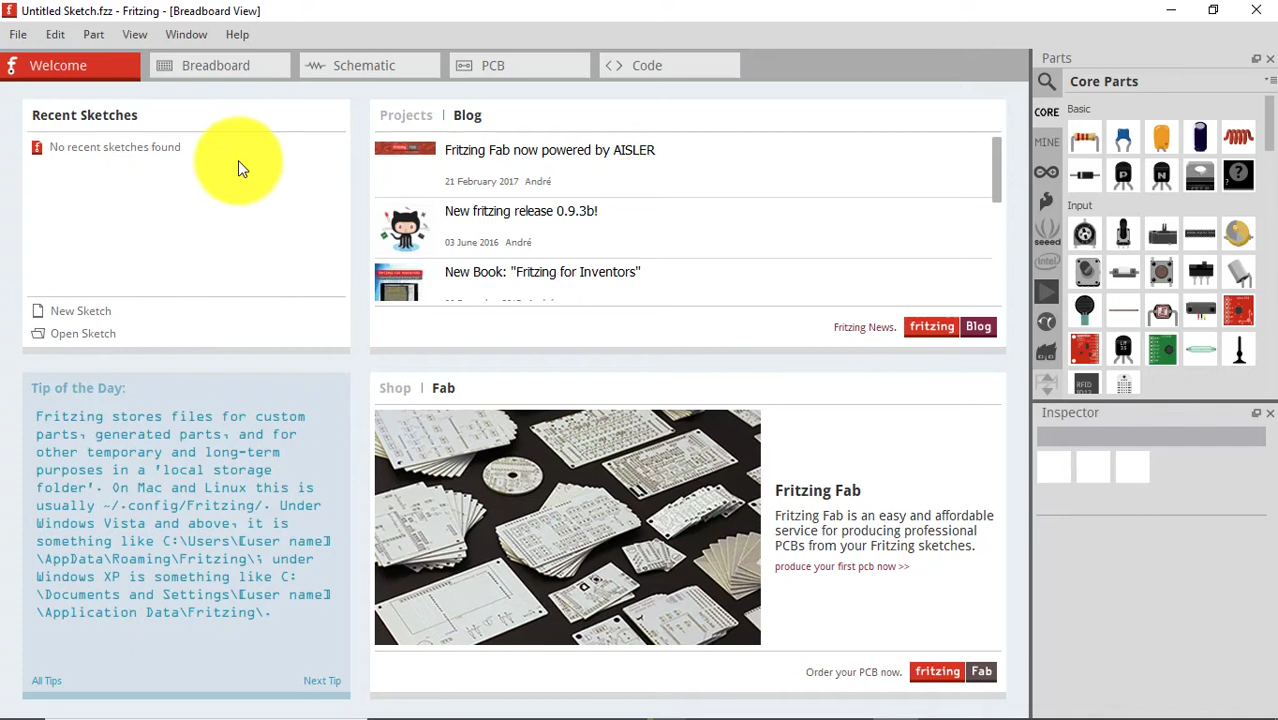 Untitled Sketch.fzz - Fritzing - [Breadboard View]
File Edit Part View Window Help
Welcome Breadboard Schematic PCB Code
Recent Sketches
No recent sketches found
New Sketch
Open Sketch
Projects | Blog
Fritzing Fab now powered by AISLER
21 February 2017 André
New fritzing release 0.9.3b!
03 June 2016 André
New Book: "Fritzing for Inventors"
Fritzing News. fritzing Blog
Tip of the Day:
Fritzing stores files for custom
parts, generated parts, and for
other temporary and long-term
purposes in a 'local storage
folder'. On Mac and Linux this is
usually ~/.config/Fritzing/. Under
Windows Vista and above, it is
something like C:\Users\[user name]
\AppData\Roaming\Fritzing\; under
Windows XP is something like C:
\Documents and Settings\[user name]
\Application Data\Fritzing\.
All Tips Next Tip
Shop | Fab
Fritzing Fab
Fritzing Fab is an easy and affordable
service for producing professional
PCBs from your Fritzing sketches.
produce your first pcb now >>
Order your PCB now. fritzing Fab
Parts
Core Parts
CORE
MINE
seeed
intel
Basic
P
N
?
Input
LM
35
RFID
Inspector